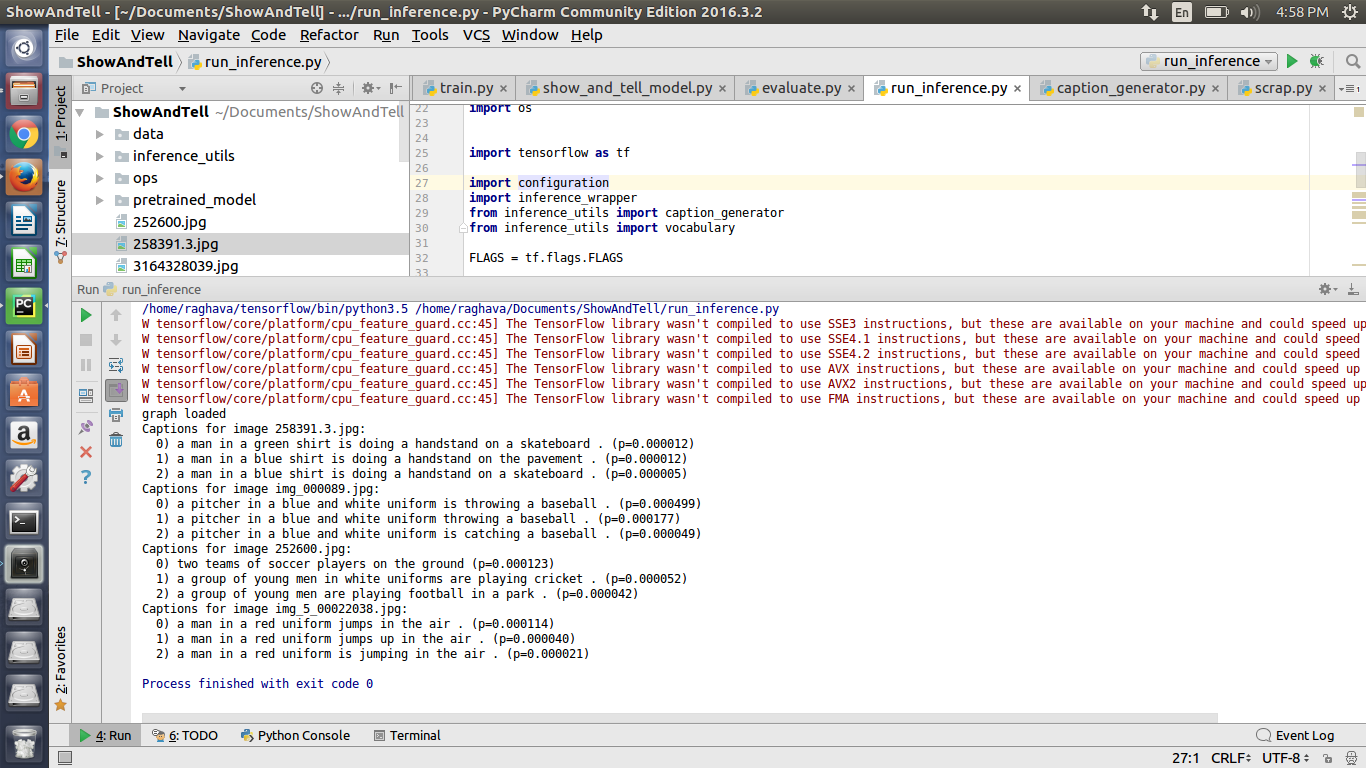 ShowAndTell - [~/Documents/ShowAndTell] - .../run_inference.py - PyCharm Community Edition 2016.3.2
En
4:58 PM
File Edit View Navigate Code Refactor Run Tools VCS Window Help
ShowAndTell run_inference.py
run_inference
1: Project
7: Structure
2: Favorites
Project
train.py × show_and_tell_model.py × evaluate.py × run_inference.py × caption_generator.py × scrap.py ×
ShowAndTell ~/Documents/ShowAndTell
data
inference_utils
ops
pretrained_model
252600.jpg
258391.3.jpg
3164328039.jpg
22 import os
23
24
25 import tensorflow as tf
26
27 import configuration
28 import inference_wrapper
29 from inference_utils import caption_generator
30 from inference_utils import vocabulary
31
32 FLAGS = tf.flags.FLAGS
33
Run run_inference
/home/raghava/tensorflow/bin/python3.5 /home/raghava/Documents/ShowAndTell/run_inference.py
W tensorflow/core/platform/cpu_feature_guard.cc:45] The TensorFlow library wasn't compiled to use SSE3 instructions, but these are available on your machine and could speed up
W tensorflow/core/platform/cpu_feature_guard.cc:45] The TensorFlow library wasn't compiled to use SSE4.1 instructions, but these are available on your machine and could speed
W tensorflow/core/platform/cpu_feature_guard.cc:45] The TensorFlow library wasn't compiled to use SSE4.2 instructions, but these are available on your machine and could speed
W tensorflow/core/platform/cpu_feature_guard.cc:45] The TensorFlow library wasn't compiled to use AVX instructions, but these are available on your machine and could speed up
W tensorflow/core/platform/cpu_feature_guard.cc:45] The TensorFlow library wasn't compiled to use AVX2 instructions, but these are available on your machine and could speed up
W tensorflow/core/platform/cpu_feature_guard.cc:45] The TensorFlow library wasn't compiled to use FMA instructions, but these are available on your machine and could speed up
graph loaded
Captions for image 258391.3.jpg:
0) a man in a green shirt is doing a handstand on a skateboard . (p=0.000012)
1) a man in a blue shirt is doing a handstand on the pavement . (p=0.000012)
2) a man in a blue shirt is doing a handstand on a skateboard . (p=0.000005)
Captions for image img_000089.jpg:
0) a pitcher in a blue and white uniform is throwing a baseball . (p=0.000499)
1) a pitcher in a blue and white uniform throwing a baseball . (p=0.000177)
2) a pitcher in a blue and white uniform is catching a baseball . (p=0.000049)
Captions for image 252600.jpg:
0) two teams of soccer players on the ground (p=0.000123)
1) a group of young men in white uniforms are playing cricket . (p=0.000052)
2) a group of young men are playing football in a park . (p=0.000042)
Captions for image img_5_00022038.jpg:
0) a man in a red uniform jumps in the air . (p=0.000114)
1) a man in a red uniform jumps up in the air . (p=0.000040)
2) a man in a red uniform is jumping in the air . (p=0.000021)
Process finished with exit code 0
4: Run 6: TODO Python Console Terminal Event Log
27:1 CRLF UTF-8